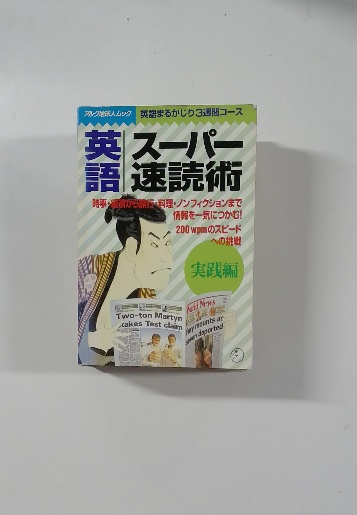 アルク地球人ムック
英語まるかじり3週間コース
英語
スーパー
速読術
時事・経済から旅行・料理・ノンフィクションまで
情報を一気につかむ!
200wpmのスピード
への挑戦
実践編
Two-ton Martyn
takes Test claim
News